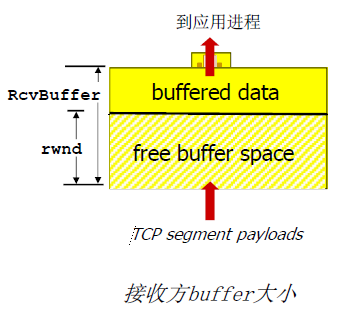 到应用进程
RcvBuffer
buffered data
rwnd
free buffer space
TCP segment payloads
接收方buffer大小